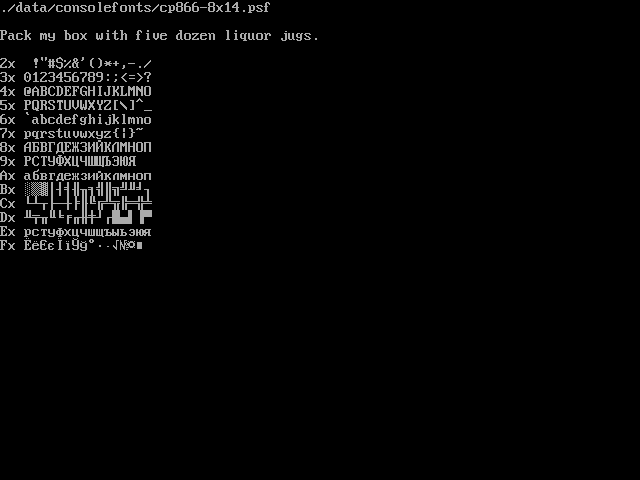 ./data/consolefonts/cp866-8x14.psf
Pack my box with five dozen liquor jugs.
2x  !"#$%&'()*+,-./
3x 0123456789:;<=>?
4x @ABCDEFGHIJKLMNO
5x PQRSTUVWXYZ[\]^_
6x `abcdefghijklmno
7x pqrstuvwxyz{|}~
8x АБВГДЕЖЗИЙКЛМНОП
9x РСТУФХЦЧШЩЪЭЮЯ
Ax абвгдежзийклмноп
Bx ░▒▓│┤╡╢╖╕╣║╗╝╜╛┐
Cx └┴┬├─┼╞╟╚╔╩╦╠═╬╧
Dx ╨╤╥╙╘╒╓╫╪┘┌█▄▌▐▀
Ex рстуфхцчшщъыьэюя
Fx ЁёЄєЇїЎў°∙·√№¤■